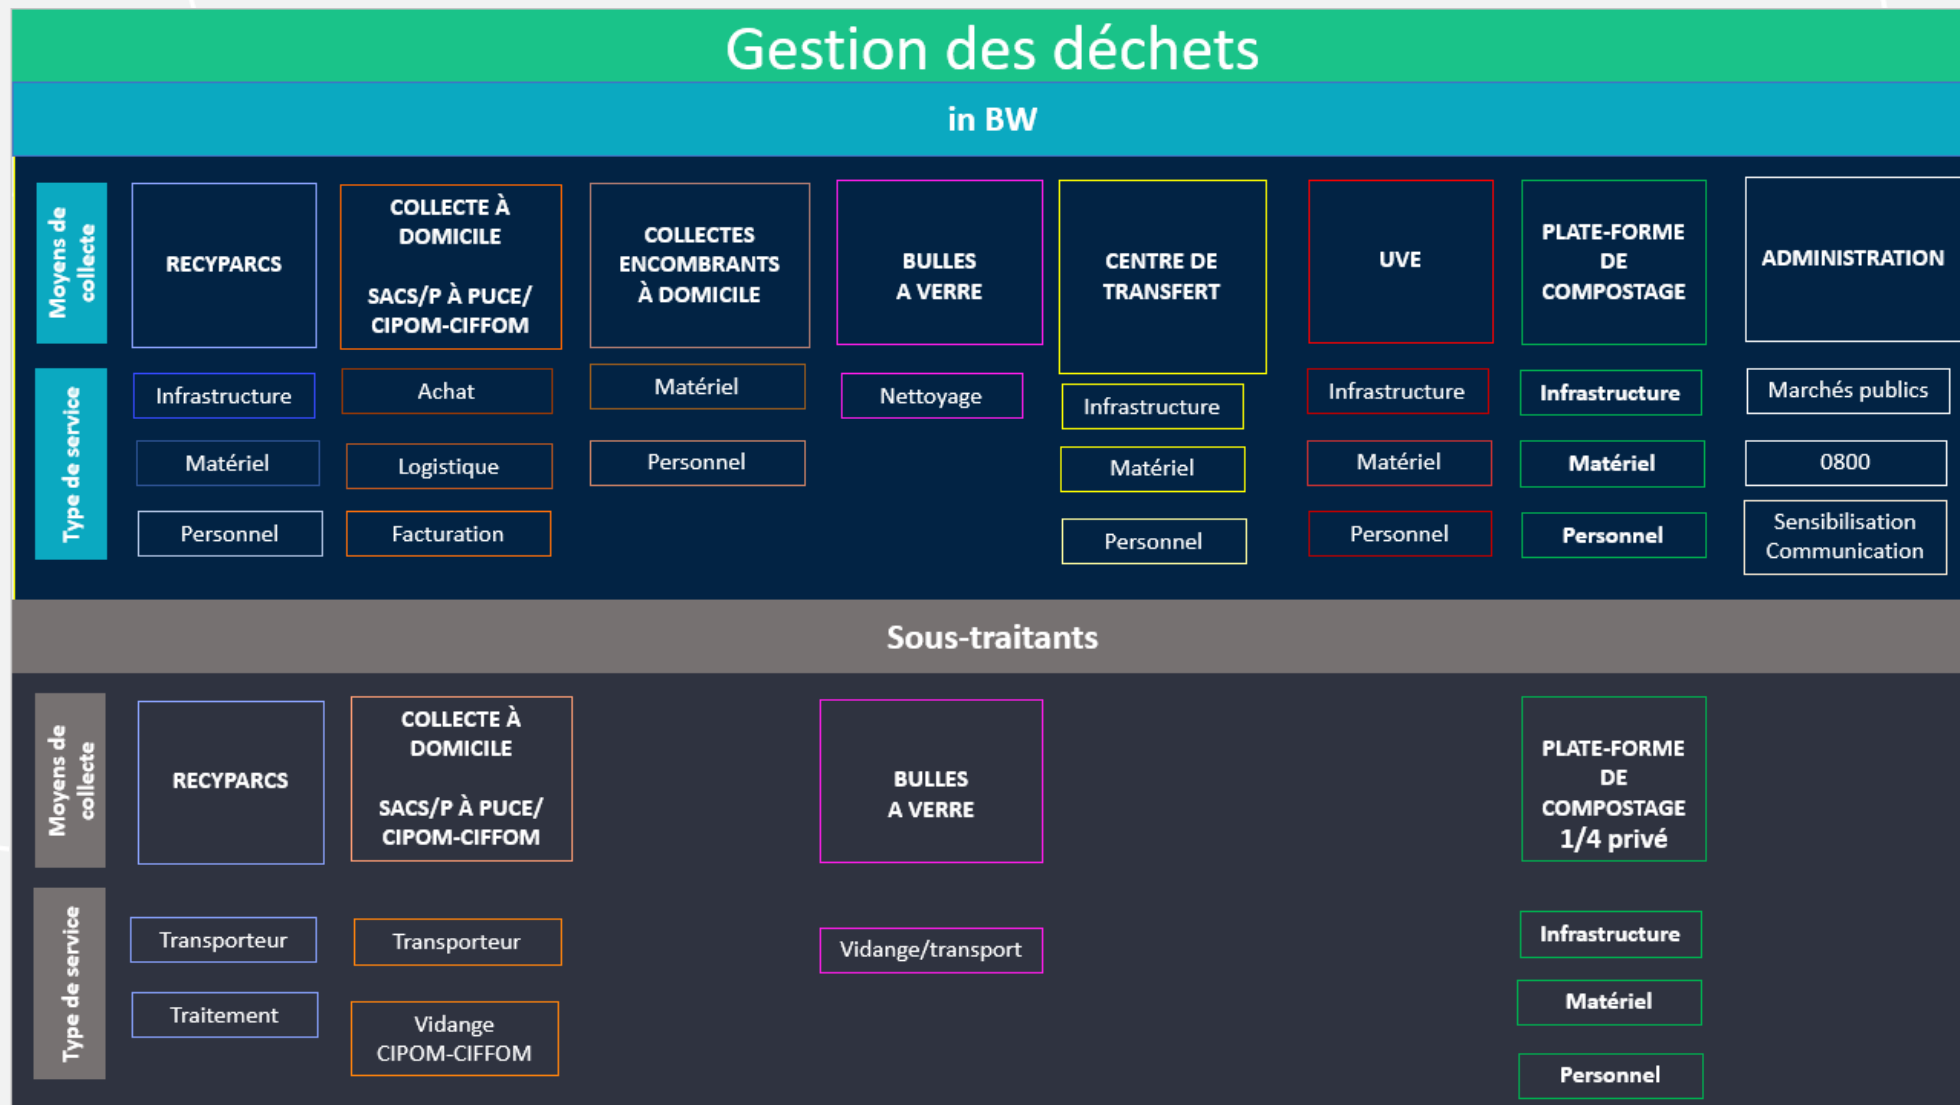 Gestion des déchets
in BW
Moyens de
collecte
RECYPARCS
COLLECTE À
DOMICILE
SACS/P À PUCE/
CIPOM-CIFFOM
COLLECTES
ENCOMBRANTS
À DOMICILE
BULLES
A VERRE
CENTRE DE
TRANSFERT
UVE
PLATE-FORME
DE
COMPOSTAGE
ADMINISTRATION
Type de service
Infrastructure
Matériel
Personnel
Achat
Logistique
Facturation
Matériel
Personnel
Nettoyage
Infrastructure
Matériel
Personnel
Infrastructure
Matériel
Personnel
Infrastructure
Matériel
Personnel
Marchés publics
0800
Sensibilisation
Communication
Sous-traitants
Moyens de
collecte
RECYPARCS
COLLECTE À
DOMICILE
SACS/P À PUCE/
CIPOM-CIFFOM
BULLES
A VERRE
PLATE-FORME
DE
COMPOSTAGE
1/4 privé
Type de service
Transporteur
Traitement
Transporteur
Vidange
CIPOM-CIFFOM
Vidange/transport
Infrastructure
Matériel
Personnel